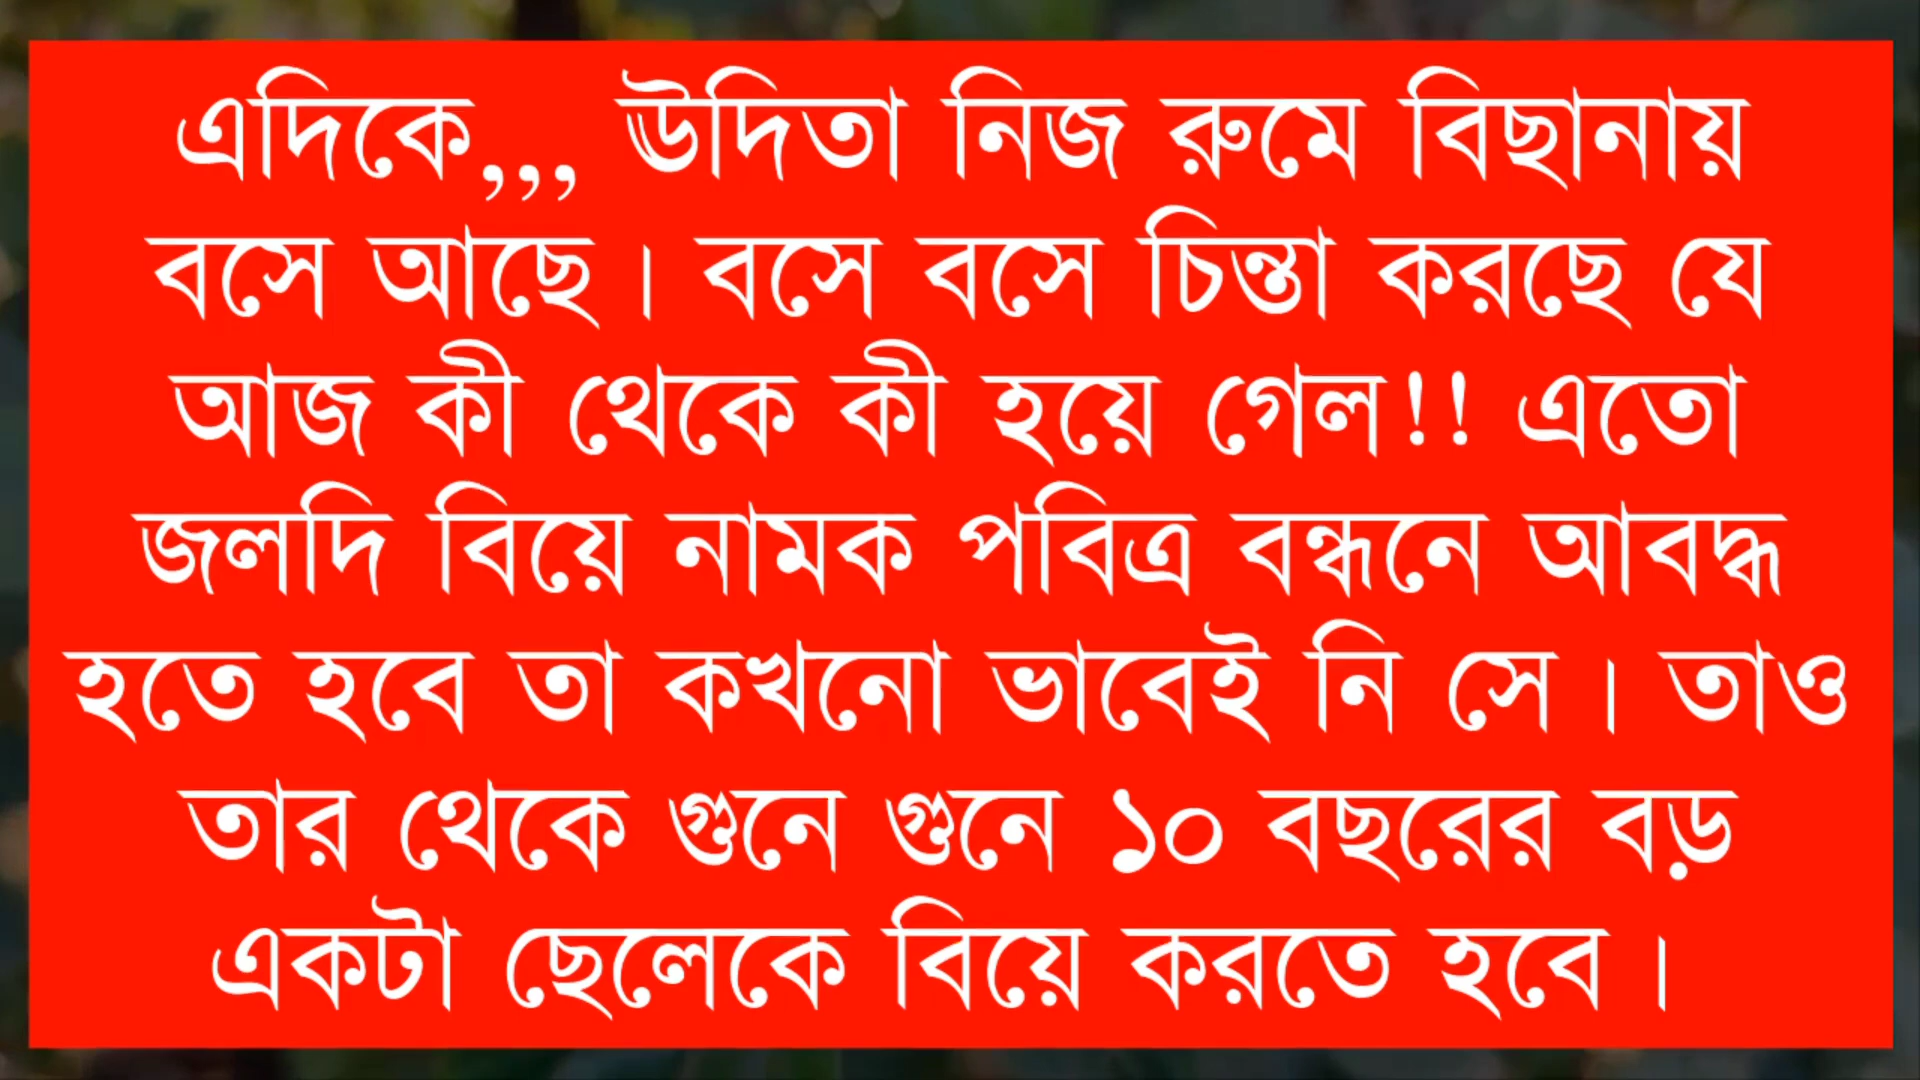 এদিকে,,, ঊদিতা নিজ রুমে বিছানায়
বসে আছে। বসে বসে চিন্তা করছে যে
আজ কী থেকে কী হয়ে গেল!! এতো
জলদি বিয়ে নামক পবিত্র বন্ধনে আবদ্ধ
হতে হবে তা কখনো ভাবেই নি সে। তাও
তার থেকে গুনে গুনে ১০ বছরের বড়
একটা ছেলেকে বিয়ে করতে হবে।